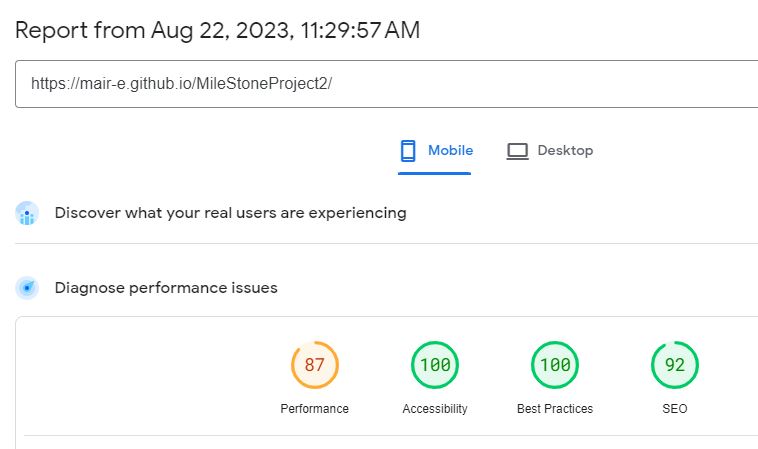 Report from Aug 22, 2023, 11:29:57 AM
https://mair-e.github.io/MileStoneProject2/
Mobile Desktop
Discover what your real users are experiencing
Diagnose performance issues
87 100 100 92
Performance Accessibility Best Practices SEO